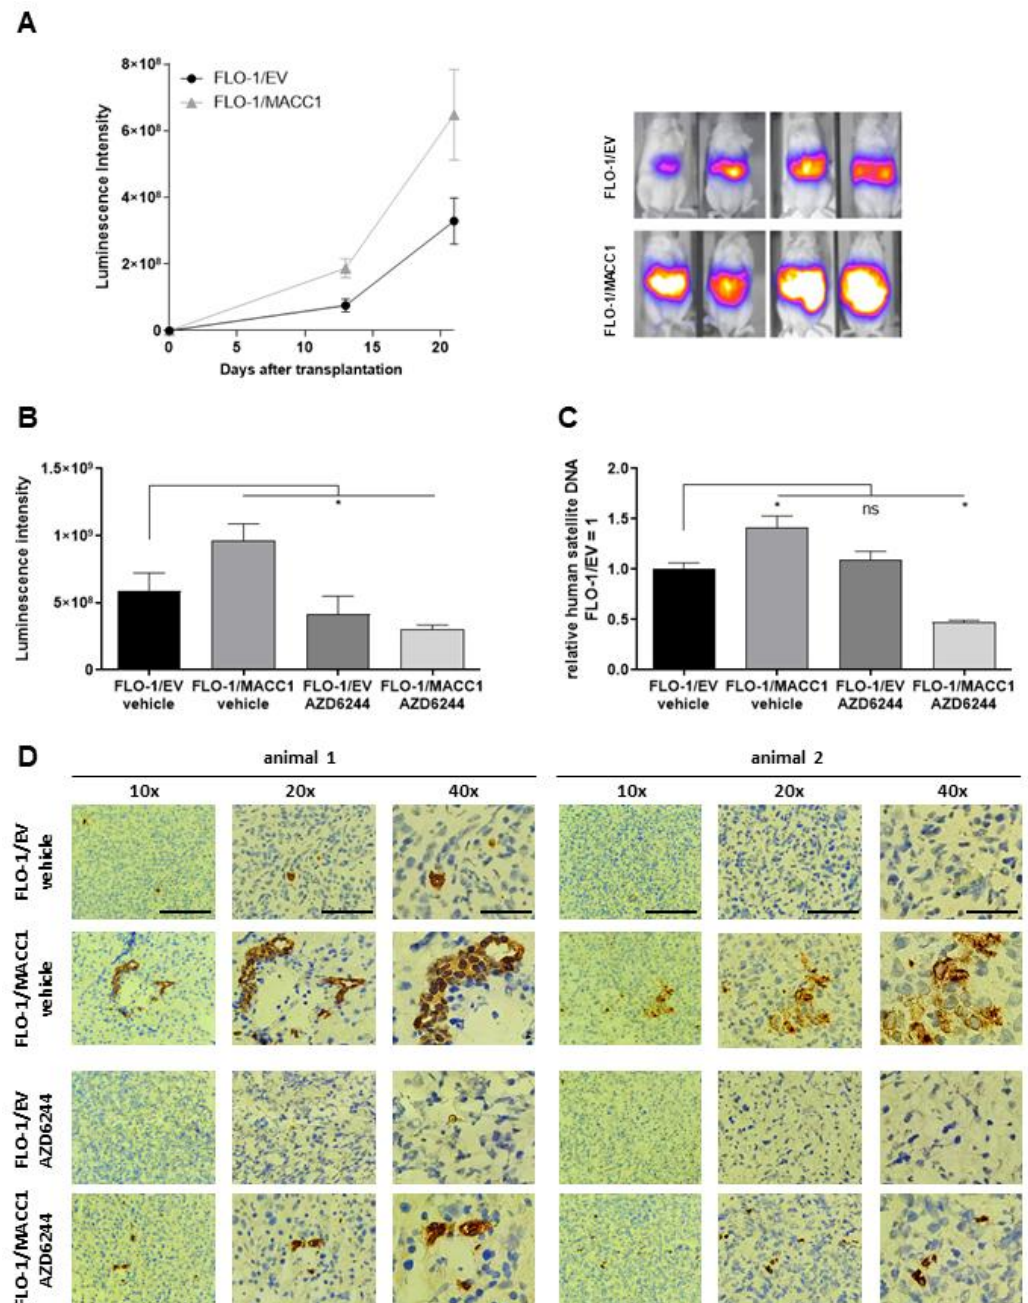 A
8×10⁸
6×10⁸
4×10⁸
2×10⁸
0
Luminescence Intensity
FLO-1/EV
FLO-1/MACC1
0 5 10 15 20
Days after transplantation
FLO-1/EV
FLO-1/MACC1
B
1.5×10⁹
1×10⁹
5×10⁸
0
Luminescence intensity
*
FLO-1/EV vehicle
FLO-1/MACC1 vehicle
FLO-1/EV AZD6244
FLO-1/MACC1 AZD6244
C
2.0
1.5
1.0
0.5
0.0
relative human satellite DNA
FLO-1/EV = 1
* ns *
FLO-1/EV vehicle
FLO-1/MACC1 vehicle
FLO-1/EV AZD6244
FLO-1/MACC1 AZD6244
D
animal 1 animal 2
10x 20x 40x 10x 20x 40x
FLO-1/EV
vehicle
FLO-1/MACC1
vehicle
FLO-1/EV
AZD6244
FLO-1/MACC1
AZD6244